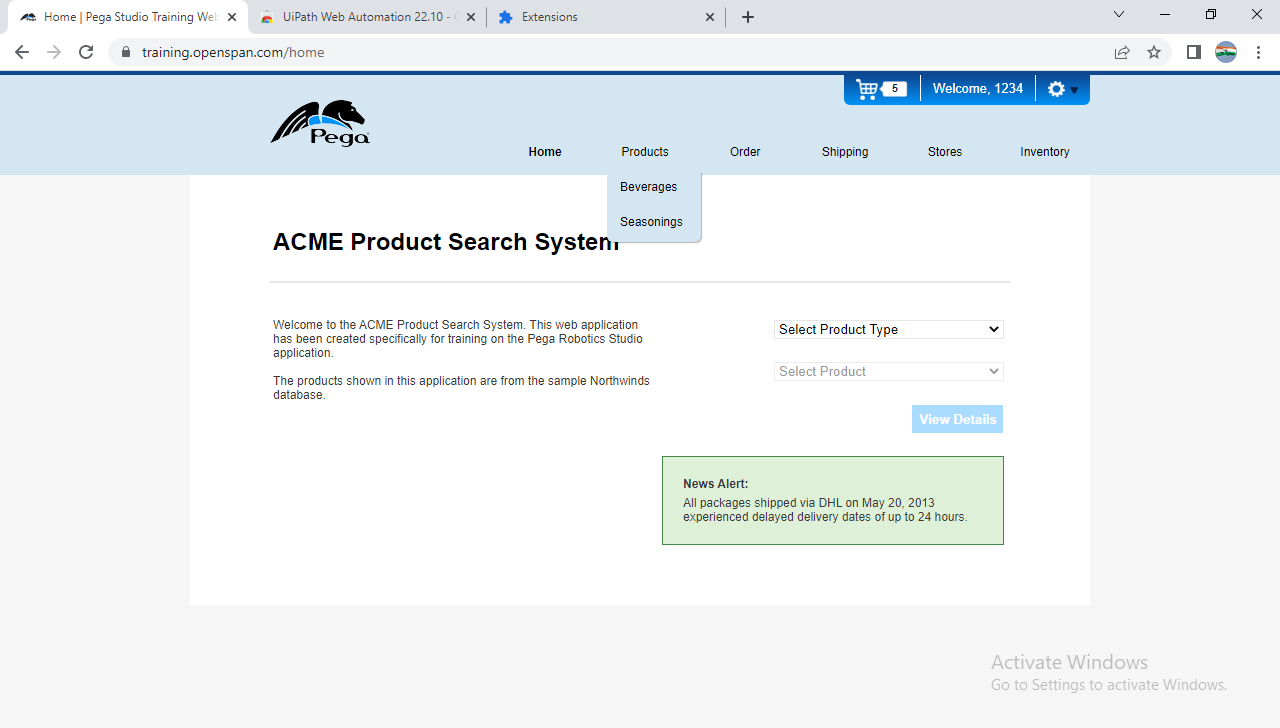 Home | Pega Studio Training Web
UiPath Web Automation 22.10 -
Extensions
training.openspan.com/home
5
Welcome, 1234
Pega
Home
Products
Order
Shipping
Stores
Inventory
Beverages
Seasonings
ACME Product Search System
Welcome to the ACME Product Search System. This web application
has been created specifically for training on the Pega Robotics Studio
application.
The products shown in this application are from the sample Northwinds
database.
Select Product Type
Select Product
View Details
News Alert:
All packages shipped via DHL on May 20, 2013
experienced delayed delivery dates of up to 24 hours.
Activate Windows
Go to Settings to activate Windows.